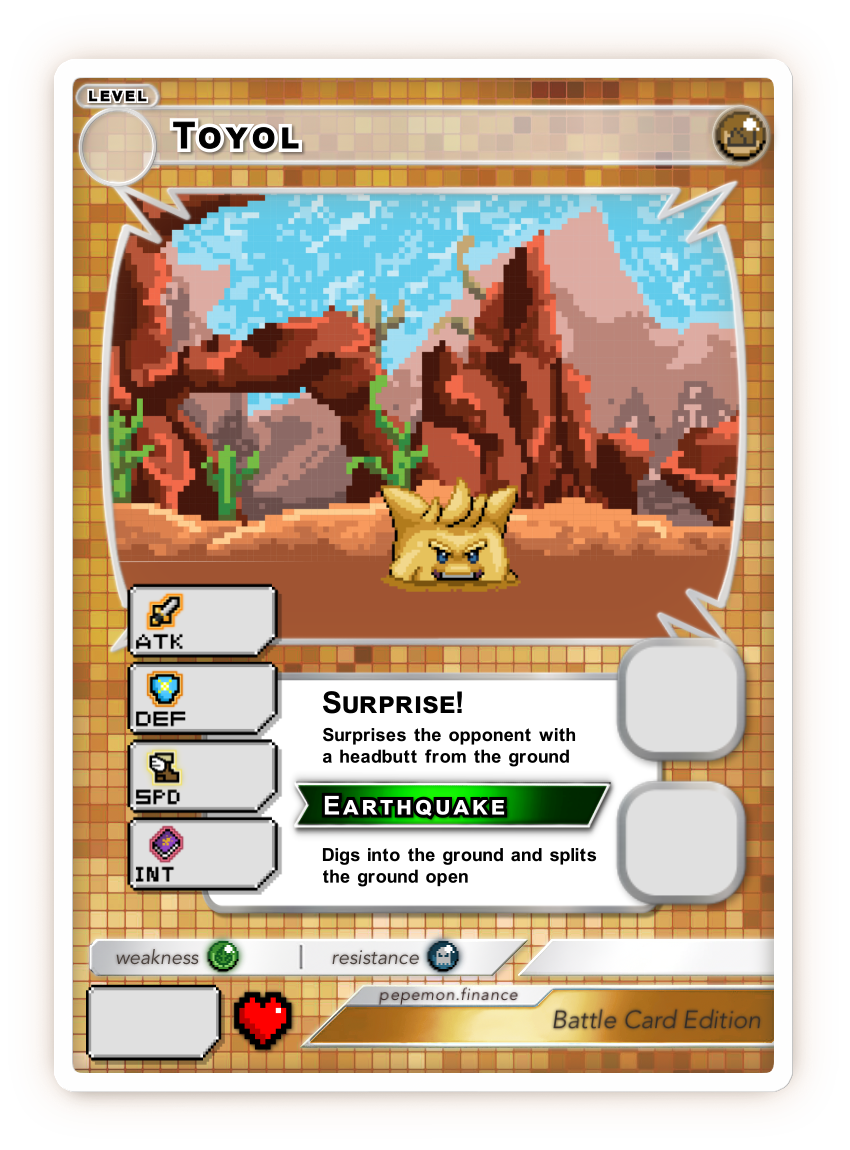 LEVEL
TOYOL
ATK
DEF
SPD
INT
SURPRISE!
Surprises the opponent with
a headbutt from the ground
EARTHQUAKE
Digs into the ground and splits
the ground open
weakness | resistance
pepemon.finance
Battle Card Edition